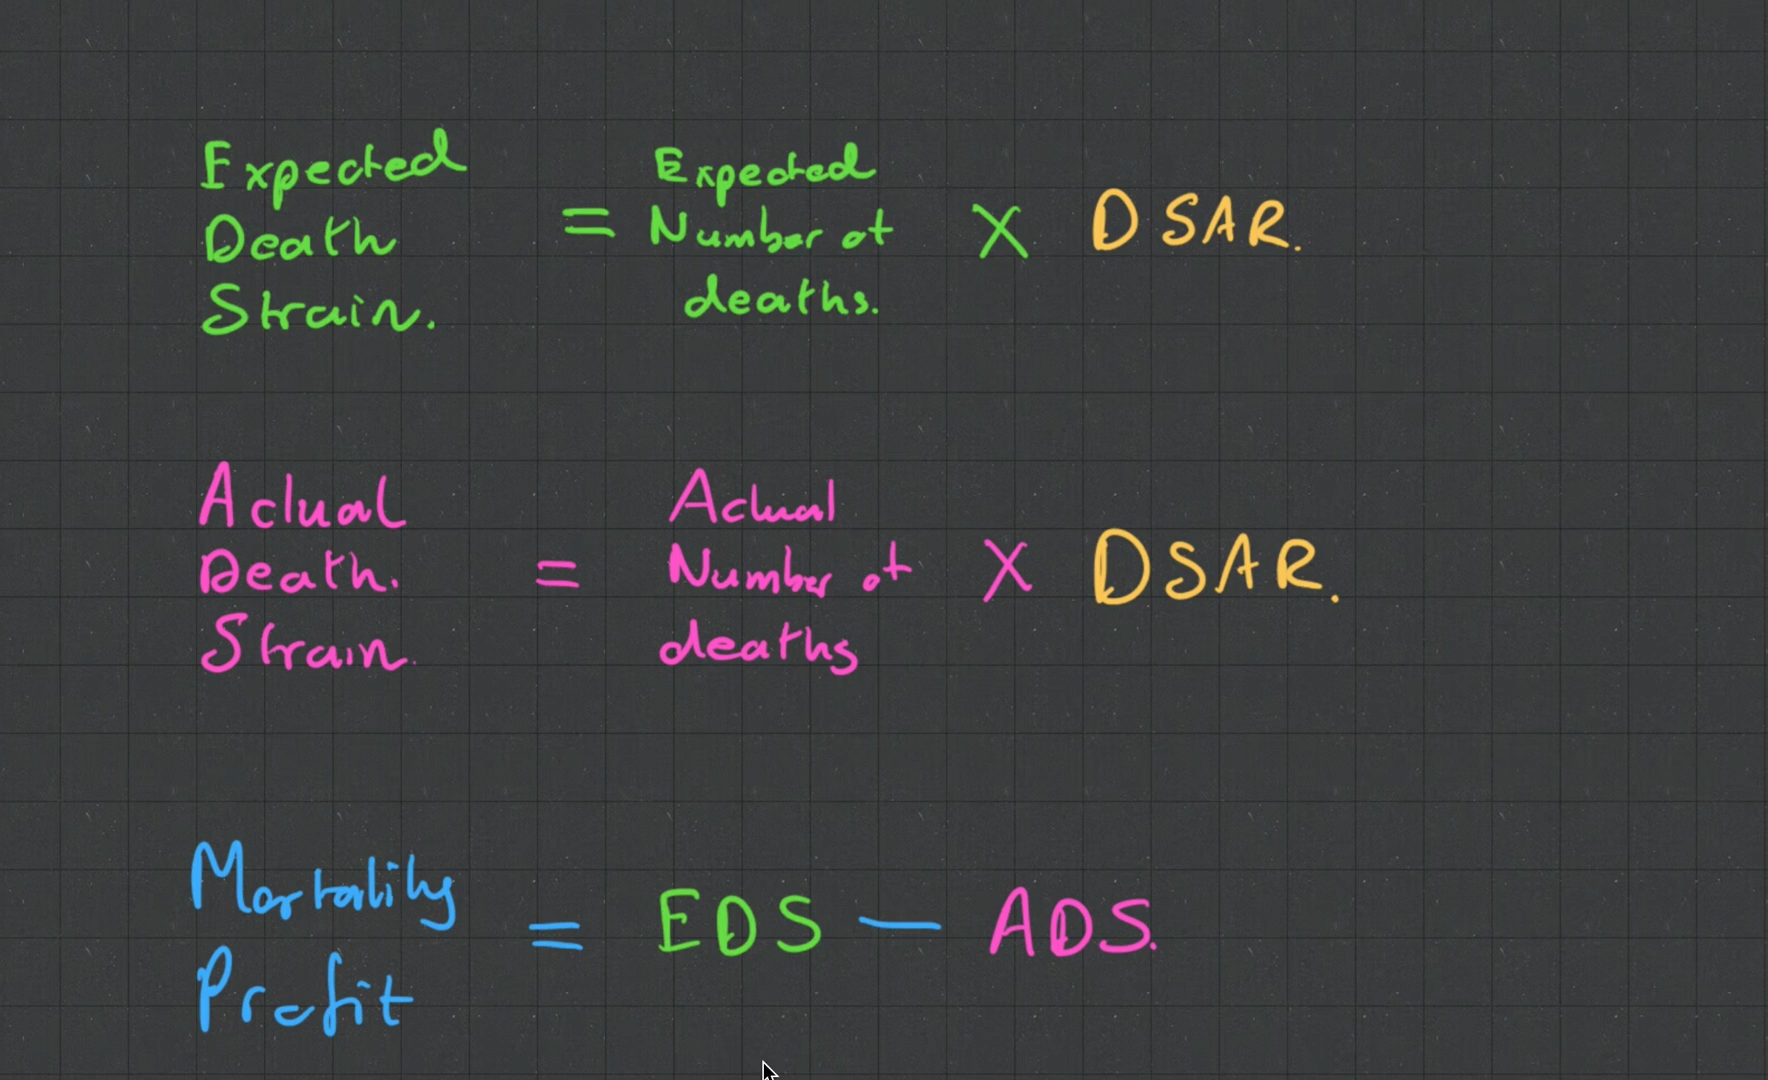 Expected Death Strain. = Expected Number of deaths. X DSAR.
Actual Death. Strain. = Actual Number of deaths X DSAR.
Mortality Profit = EDS — ADS.